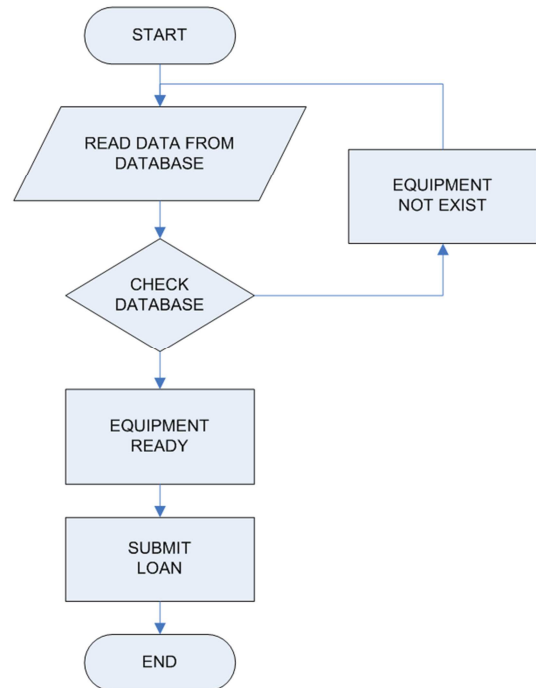 START
READ DATA FROM
DATABASE
EQUIPMENT
NOT EXIST
CHECK
DATABASE
EQUIPMENT
READY
SUBMIT
LOAN
END